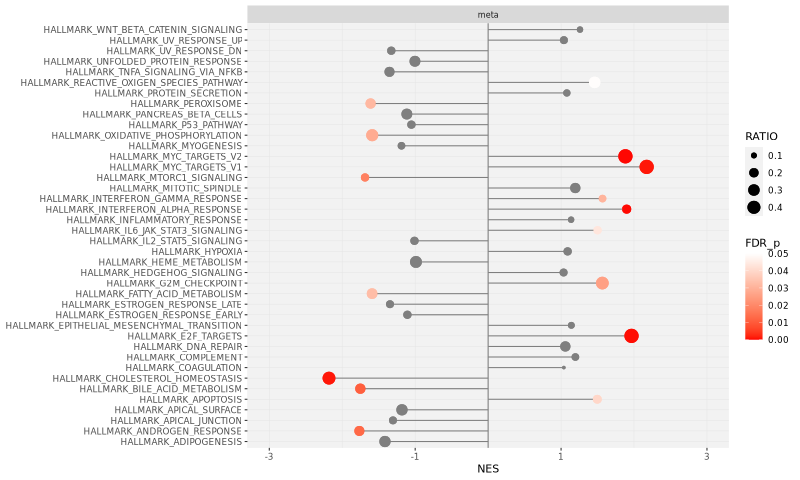 meta
HALLMARK_WNT_BETA_CATENIN_SIGNALING
HALLMARK_UV_RESPONSE_UP
HALLMARK_UV_RESPONSE_DN
HALLMARK_UNFOLDED_PROTEIN_RESPONSE
HALLMARK_TNFA_SIGNALING_VIA_NFKB
HALLMARK_REACTIVE_OXIGEN_SPECIES_PATHWAY
HALLMARK_PROTEIN_SECRETION
HALLMARK_PEROXISOME
HALLMARK_PANCREAS_BETA_CELLS
HALLMARK_P53_PATHWAY
HALLMARK_OXIDATIVE_PHOSPHORYLATION
HALLMARK_MYOGENESIS
HALLMARK_MYC_TARGETS_V2
HALLMARK_MYC_TARGETS_V1
HALLMARK_MTORC1_SIGNALING
HALLMARK_MITOTIC_SPINDLE
HALLMARK_INTERFERON_GAMMA_RESPONSE
HALLMARK_INTERFERON_ALPHA_RESPONSE
HALLMARK_INFLAMMATORY_RESPONSE
HALLMARK_IL6_JAK_STAT3_SIGNALING
HALLMARK_IL2_STAT5_SIGNALING
HALLMARK_HYPOXIA
HALLMARK_HEME_METABOLISM
HALLMARK_HEDGEHOG_SIGNALING
HALLMARK_G2M_CHECKPOINT
HALLMARK_FATTY_ACID_METABOLISM
HALLMARK_ESTROGEN_RESPONSE_LATE
HALLMARK_ESTROGEN_RESPONSE_EARLY
HALLMARK_EPITHELIAL_MESENCHYMAL_TRANSITION
HALLMARK_E2F_TARGETS
HALLMARK_DNA_REPAIR
HALLMARK_COMPLEMENT
HALLMARK_COAGULATION
HALLMARK_CHOLESTEROL_HOMEOSTASIS
HALLMARK_BILE_ACID_METABOLISM
HALLMARK_APOPTOSIS
HALLMARK_APICAL_SURFACE
HALLMARK_APICAL_JUNCTION
HALLMARK_ANDROGEN_RESPONSE
HALLMARK_ADIPOGENESIS
-3 -1 1 3
NES
RATIO
0.1
0.2
0.3
0.4
FDR_p
0.05
0.04
0.03
0.02
0.01
0.00